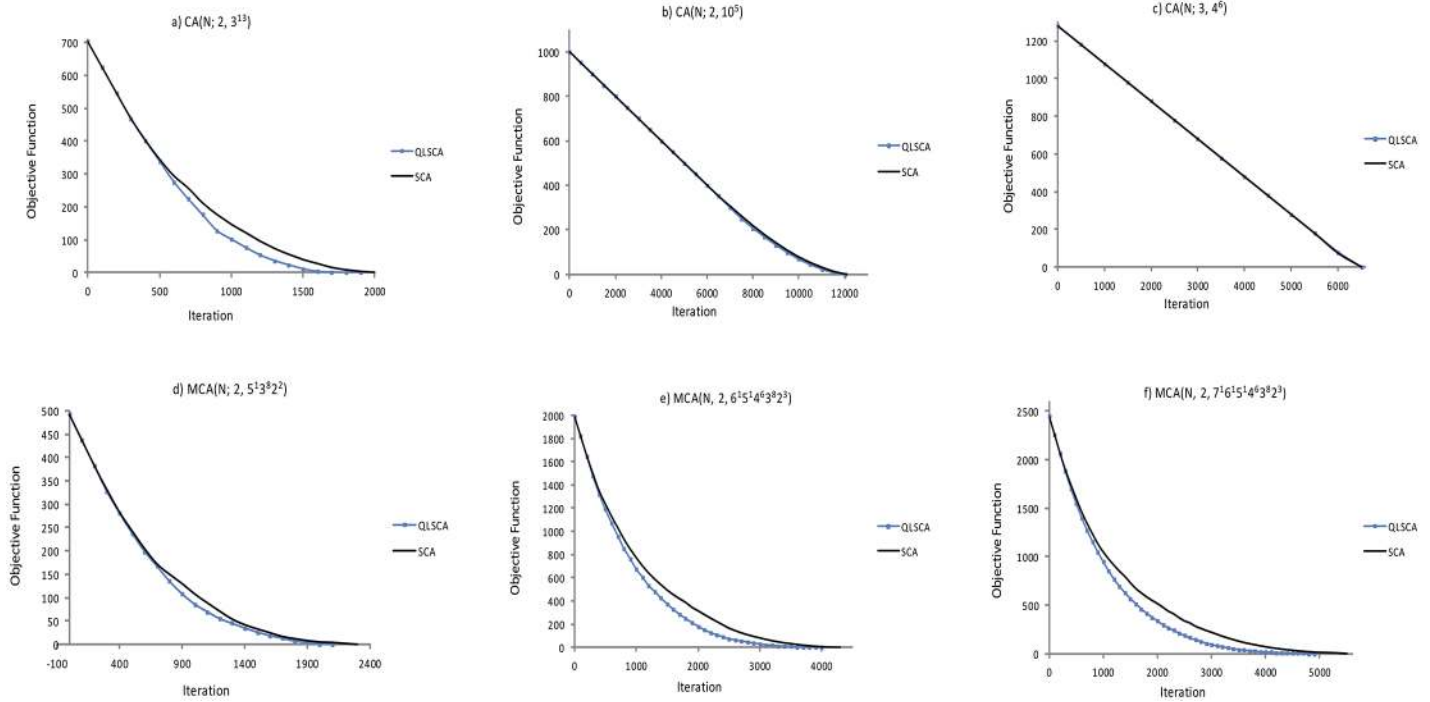 a) CA(N; 2, 3¹³)
700
600
500
400
300
200
100
0
0 500 1000 1500 2000
Objective Function
Iteration
QLSCA
SCA
b) CA(N; 2, 10⁵)
1000
800
600
400
200
0
0 2000 4000 6000 8000 10000 12000
Objective Function
Iteration
QLSCA
SCA
c) CA(N; 3, 4⁶)
1200
1000
800
600
400
200
0
0 1000 2000 3000 4000 5000 6000
Objective Function
Iteration
QLSCA
SCA
d) MCA(N; 2, 5¹3⁸2²)
500
450
400
350
300
250
200
150
100
50
0
-100 400 900 1400 1900 2400
Objective Function
Iteration
QLSCA
SCA
e) MCA(N, 2, 6¹5¹4⁶3⁸2³)
2000
1800
1600
1400
1200
1000
800
600
400
200
0
0 1000 2000 3000 4000
Objective Function
Iteration
QLSCA
SCA
f) MCA(N, 2, 7¹6¹5¹4⁶3⁸2³)
2500
2000
1500
1000
500
0
0 1000 2000 3000 4000 5000
Objective Function
Iteration
QLSCA
SCA